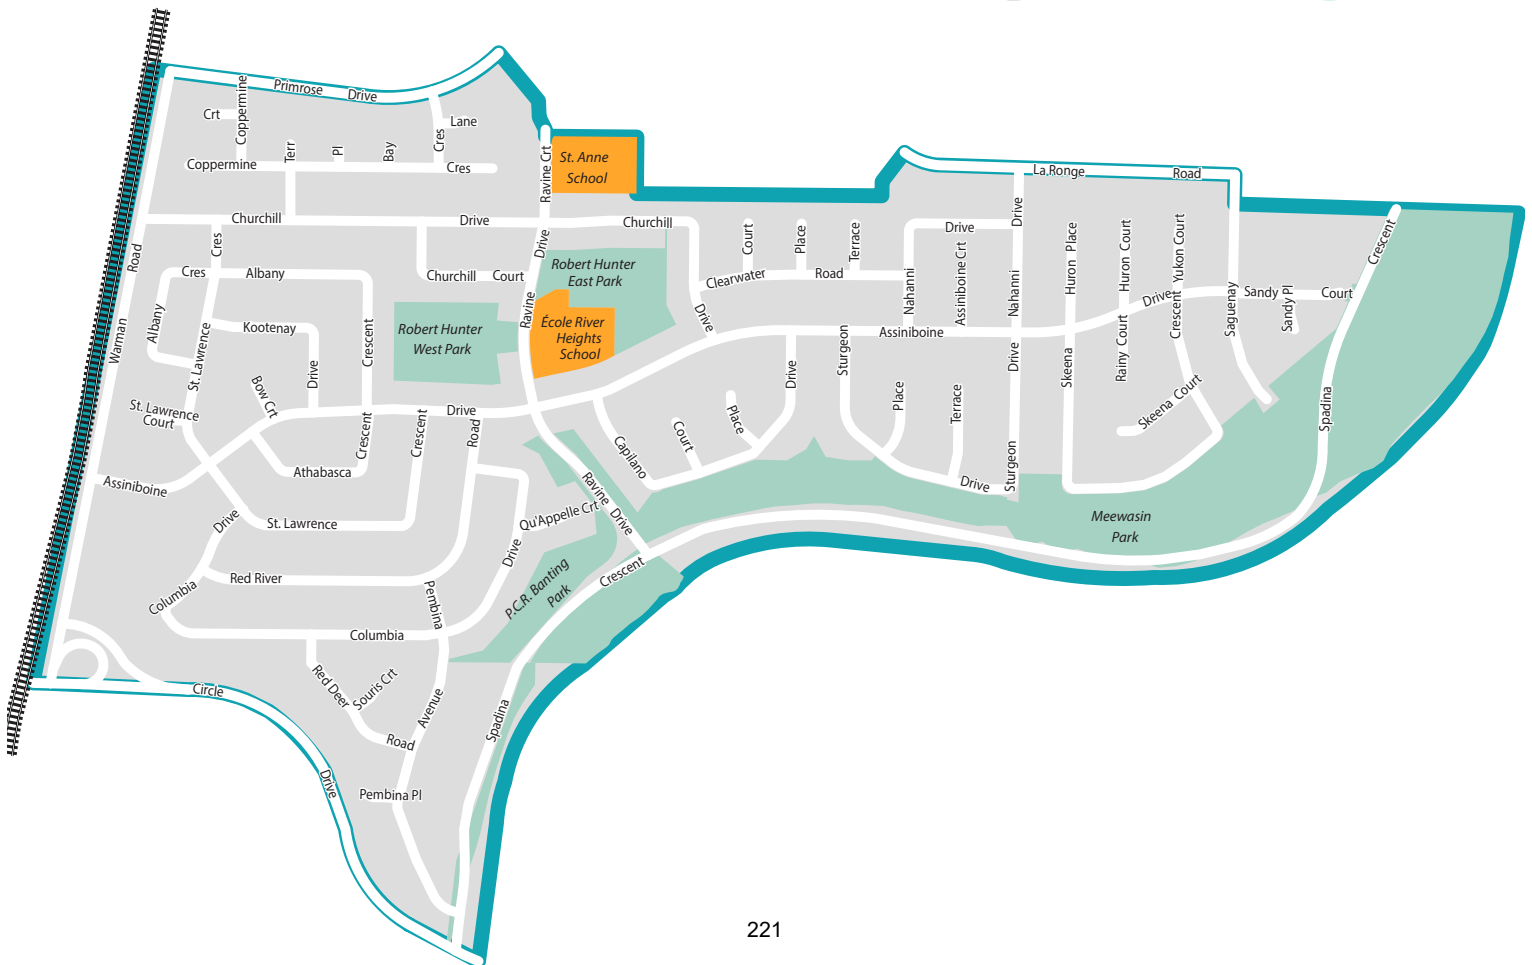 Primrose Drive
Crt
Coppermine
Lane
Cres
Terr
Pl
Bay
Coppermine
Cres
Ravine Crt
St. Anne
School
La Ronge
Road
Churchill
Drive
Churchill
Cres
Road
Drive
Court
Place
Terrace
Drive
Assiniboine Crt
Drive
Huron Place
Huron Court
Yukon Court
Crescent
Cres
Albany
Churchill Court
Robert Hunter
East Park
Clearwater
Road
Nahanni
Nahanni
Drive
Crescent
Saguenay
Sandy
Court
Sandy Pl
Albany
Kootenay
Crescent
Ravine
Robert Hunter
West Park
École River
Heights
School
Drive
Assiniboine
Warman
St. Lawrence
Drive
Bow Crt
Drive
Sturgeon
Drive
Skeena
Rainy Court
St. Lawrence
Court
Drive
Place
Terrace
Skeena Court
Spadina
Crescent
Crescent
Road
Capilano
Court
Place
Assiniboine
Athabasca
Ravine
Drive
Drive
Sturgeon
Meewasin
Park
Drive
St. Lawrence
Qu'Appelle Crt
Drive
P.C.R. Banting
Park
Crescent
Columbia
Red River
Pembina
Columbia
Red Deer
Souris Crt
Road
Avenue
Spadina
Circle
Drive
Pembina Pl
221